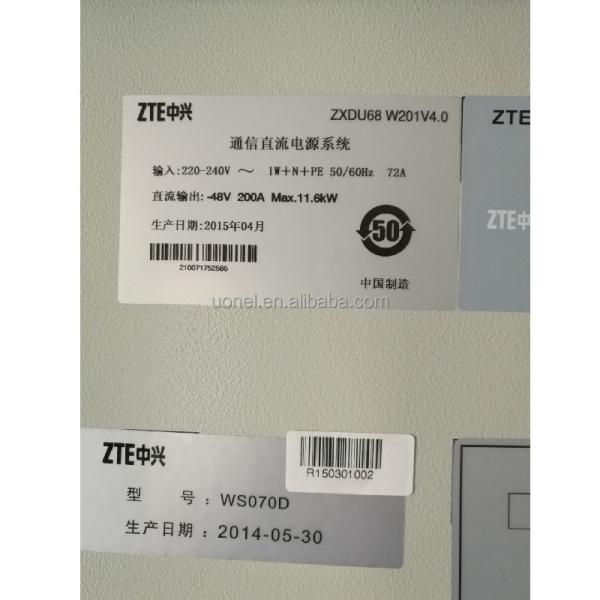 ZTE中兴 ZXDU68 W201V4.0
通信直流电源系统
输入:220-240V ～ 1W+N+PE 50/60Hz 72A
直流输出:-48V 200A Max.11.6kW
生产日期:2015年04月
50
210071752586
中国制造
ZTE
ZTE中
uonel.en.alibaba.com
ZTE中兴
R150301002
型 号: WS070D
生产日期: 2014-05-30